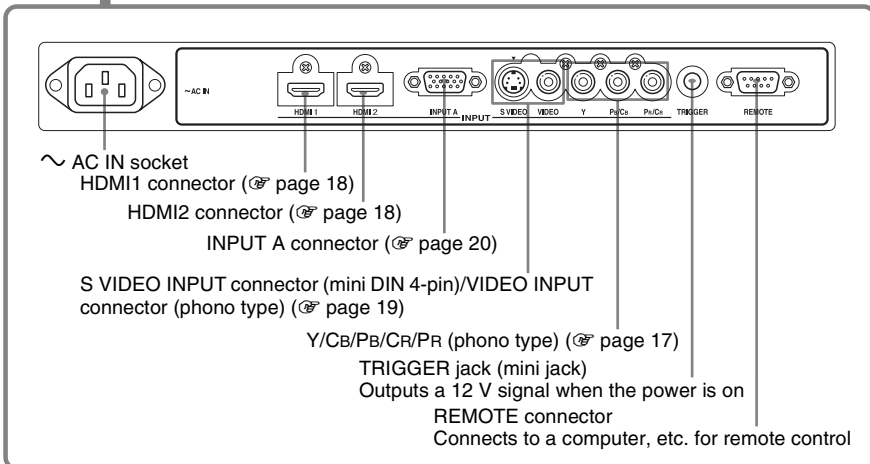 ~AC IN
HDMI 1 HDMI 2 INPUT A S VIDEO VIDEO Y PB/CB PR/CR TRIGGER REMOTE
INPUT
∼ AC IN socket
HDMI1 connector (☞ page 18)
HDMI2 connector (☞ page 18)
INPUT A connector (☞ page 20)
S VIDEO INPUT connector (mini DIN 4-pin)/VIDEO INPUT
connector (phono type) (☞ page 19)
Y/CB/PB/CR/PR (phono type) (☞ page 17)
TRIGGER jack (mini jack)
Outputs a 12 V signal when the power is on
REMOTE connector
Connects to a computer, etc. for remote control